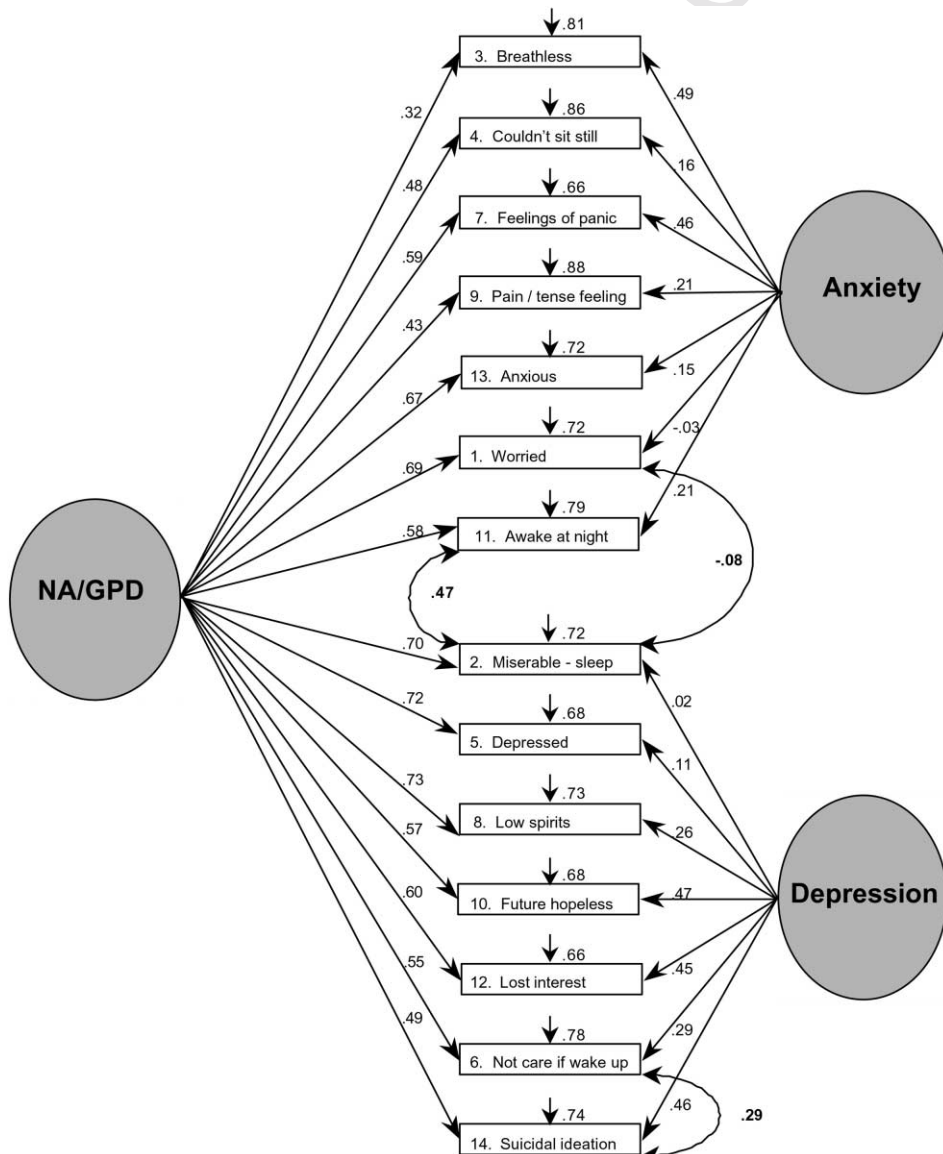 .81
3. Breathless
.32
.49
.86
4. Couldn't sit still
.48
.16
.66
7. Feelings of panic
.59
.46
.88
9. Pain / tense feeling
.43
.21
Anxiety
.72
13. Anxious
.67
.15
.72
1. Worried
.69
-.03
.79
11. Awake at night
.58
.21
-.08
.47
NA/GPD
.72
2. Miserable - sleep
.70
.02
.68
5. Depressed
.72
.11
.73
8. Low spirits
.73
.26
.68
10. Future hopeless
.57
.47
Depression
.66
12. Lost interest
.60
.45
.78
6. Not care if wake up
.55
.29
.74
14. Suicidal ideation
.49
.46
.29